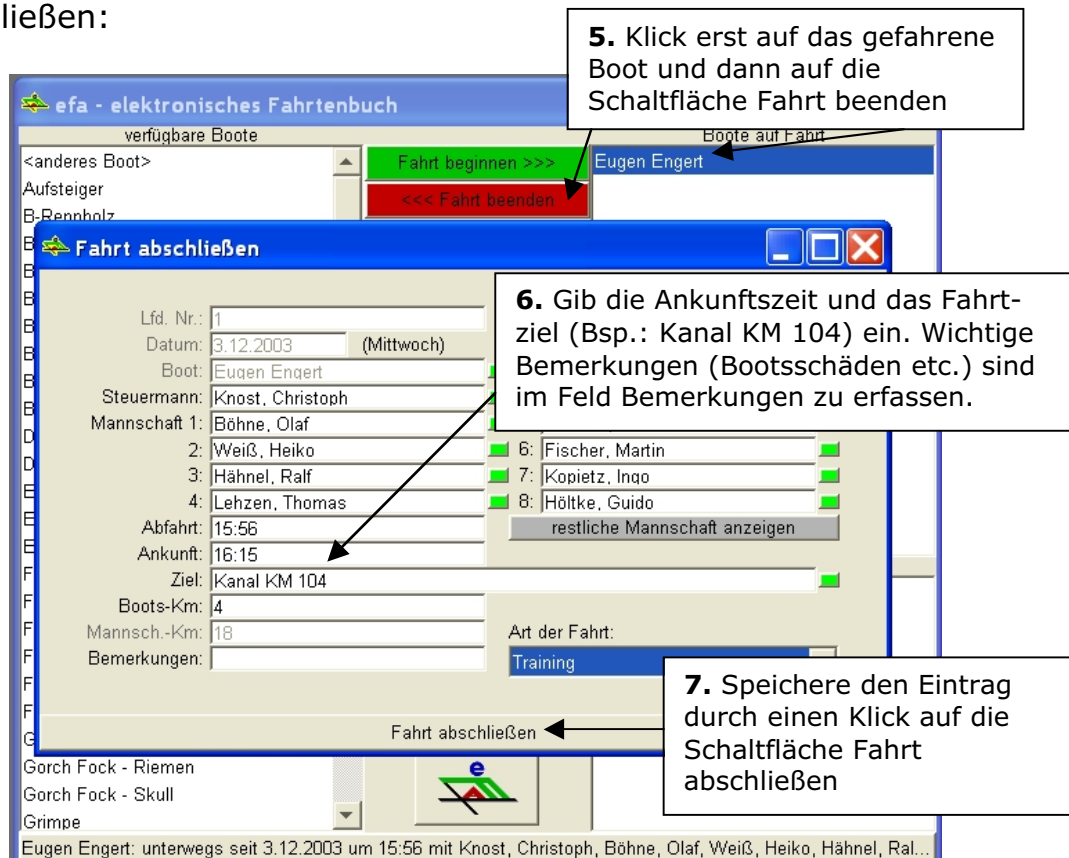 ließen:
5. Klick erst auf das gefahrene
Boot und dann auf die
Schaltfläche Fahrt beenden
efa - elektronisches Fahrtenbuch
verfügbare Boote
Boote auf Fahrt
<anderes Boot>
Aufsteiger
B-Rennholz
Fahrt beginnen >>>
<<< Fahrt beenden
Eugen Engert
Fahrt abschließen
6. Gib die Ankunftszeit und das Fahrt-
ziel (Bsp.: Kanal KM 104) ein. Wichtige
Bemerkungen (Bootsschäden etc.) sind
im Feld Bemerkungen zu erfassen.
Lfd. Nr.: 1
Datum: 3.12.2003 (Mittwoch)
Boot: Eugen Engert
Steuermann: Knost, Christoph
Mannschaft 1: Böhne, Olaf
2: Weiß, Heiko 6: Fischer, Martin
3: Hähnel, Ralf 7: Kopietz, Ingo
4: Lehzen, Thomas 8: Höltke, Guido
Abfahrt: 15:56 restliche Mannschaft anzeigen
Ankunft: 16:15
Ziel: Kanal KM 104
Boots-Km: 4
Mannsch.-Km: 18 Art der Fahrt:
Bemerkungen: Training
7. Speichere den Eintrag
durch einen Klick auf die
Schaltfläche Fahrt
abschließen
Fahrt abschließen
Gorch Fock - Riemen
Gorch Fock - Skull
Grimpe
e
Eugen Engert: unterwegs seit 3.12.2003 um 15:56 mit Knost, Christoph, Böhne, Olaf, Weiß, Heiko, Hähnel, Ral...